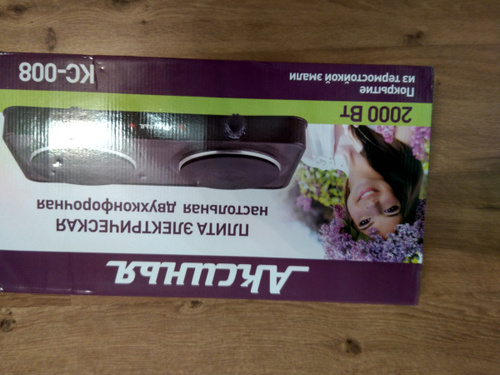 Аксинья
ПЛИТА ЭЛЕКТРИЧЕСКАЯ
НАСТОЛЬНАЯ ДВУХКОНФОРОЧНАЯ
2000 Вт
Покрытие
из термостойкой эмали
КС-008